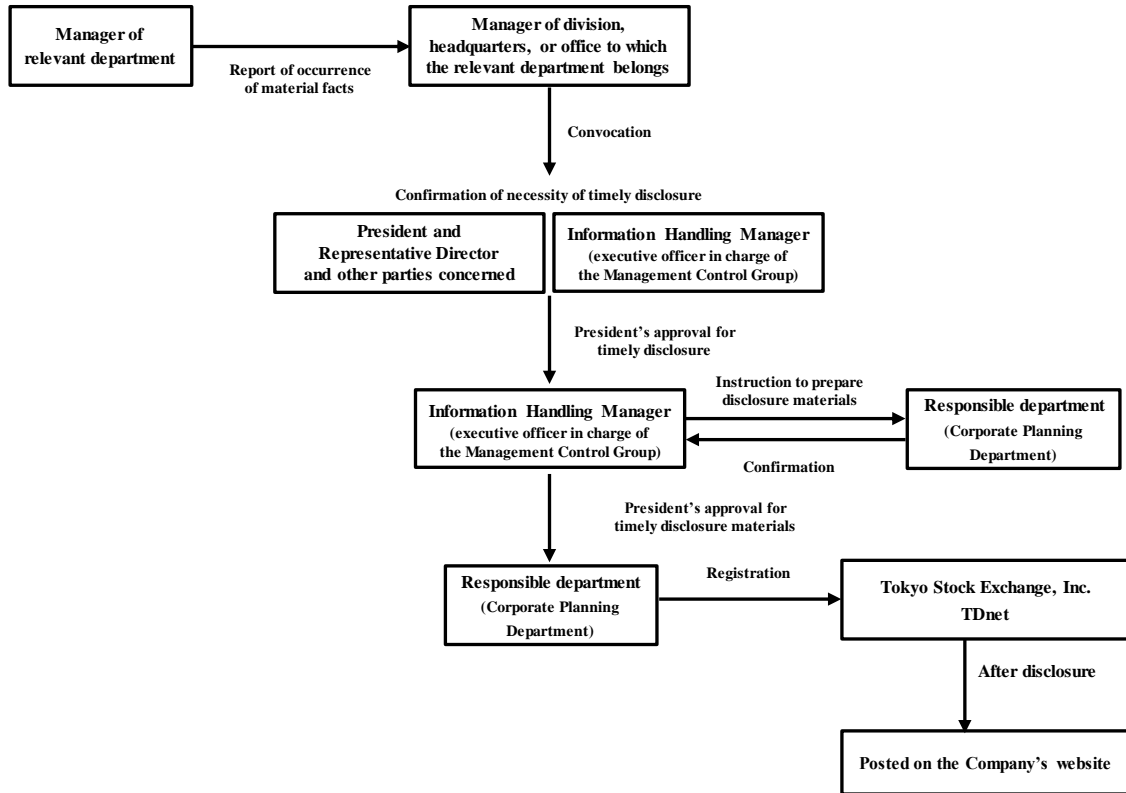 Manager of
relevant department
Report of occurrence
of material facts
Manager of division,
headquarters, or office to which
the relevant department belongs
Convocation
Confirmation of necessity of timely disclosure
President and
Representative Director
and other parties concerned
Information Handling Manager
(executive officer in charge of
the Management Control Group)
President's approval for
timely disclosure
Information Handling Manager
(executive officer in charge of
the Management Control Group)
Instruction to prepare
disclosure materials
Confirmation
Responsible department
(Corporate Planning
Department)
President's approval for
timely disclosure materials
Responsible department
(Corporate Planning
Department)
Registration
Tokyo Stock Exchange, Inc.
TDnet
After disclosure
Posted on the Company's website